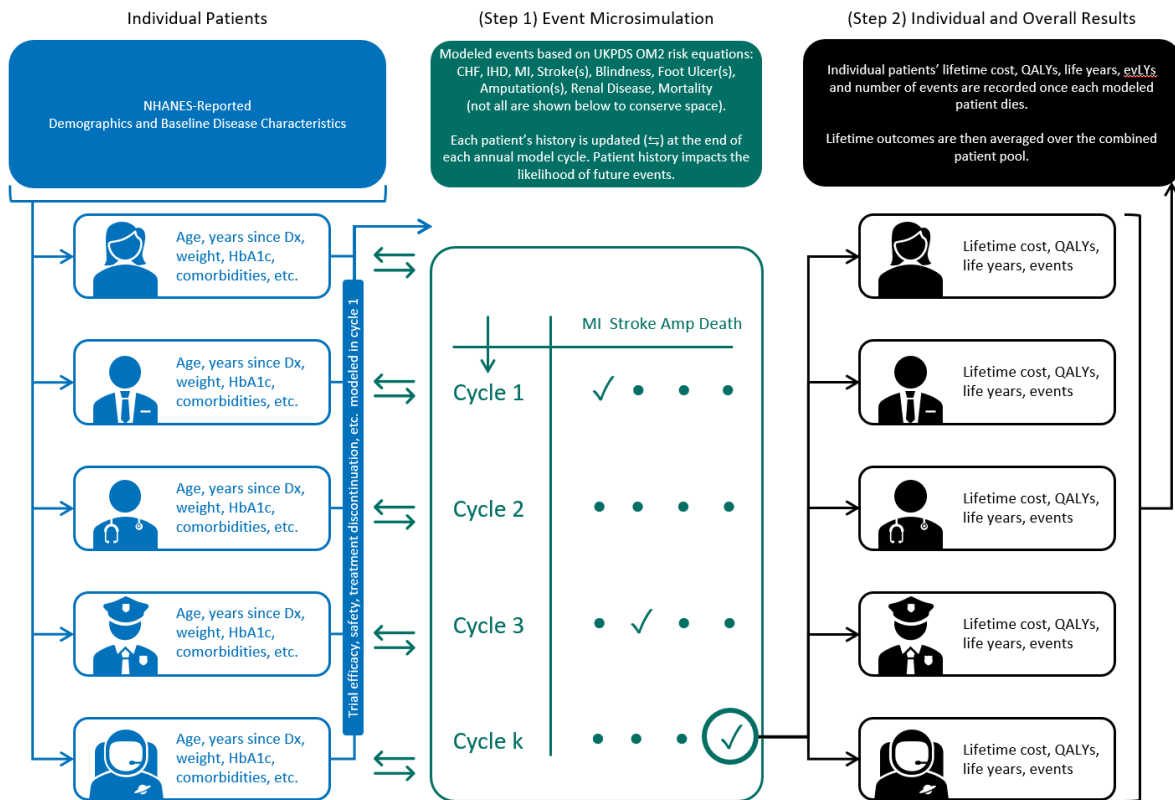 Individual Patients
(Step 1) Event Microsimulation
(Step 2) Individual and Overall Results
NHANES-Reported
Demographics and Baseline Disease Characteristics
Modeled events based on UKPDS OM2 risk equations:
CHF, IHD, MI, Stroke(s), Blindness, Foot Ulcer(s),
Amputation(s), Renal Disease, Mortality
(not all are shown below to conserve space).
Each patient's history is updated (⇆) at the end of
each annual model cycle. Patient history impacts the
likelihood of future events.
Individual patients' lifetime cost, QALYs, life years, evLYs
and number of events are recorded once each modeled
patient dies.
Lifetime outcomes are then averaged over the combined
patient pool.
Age, years since Dx,
weight, HbA1c,
comorbidities, etc.
Age, years since Dx,
weight, HbA1c,
comorbidities, etc.
Age, years since Dx,
weight, HbA1c,
comorbidities, etc.
Age, years since Dx,
weight, HbA1c,
comorbidities, etc.
Age, years since Dx,
weight, HbA1c,
comorbidities, etc.
Trial efficacy, safety, treatment discontinuation, etc. modeled in cycle 1
MI Stroke Amp Death
Cycle 1
Cycle 2
Cycle 3
Cycle k
Lifetime cost, QALYs,
life years, events
Lifetime cost, QALYs,
life years, events
Lifetime cost, QALYs,
life years, events
Lifetime cost, QALYs,
life years, events
Lifetime cost, QALYs,
life years, events